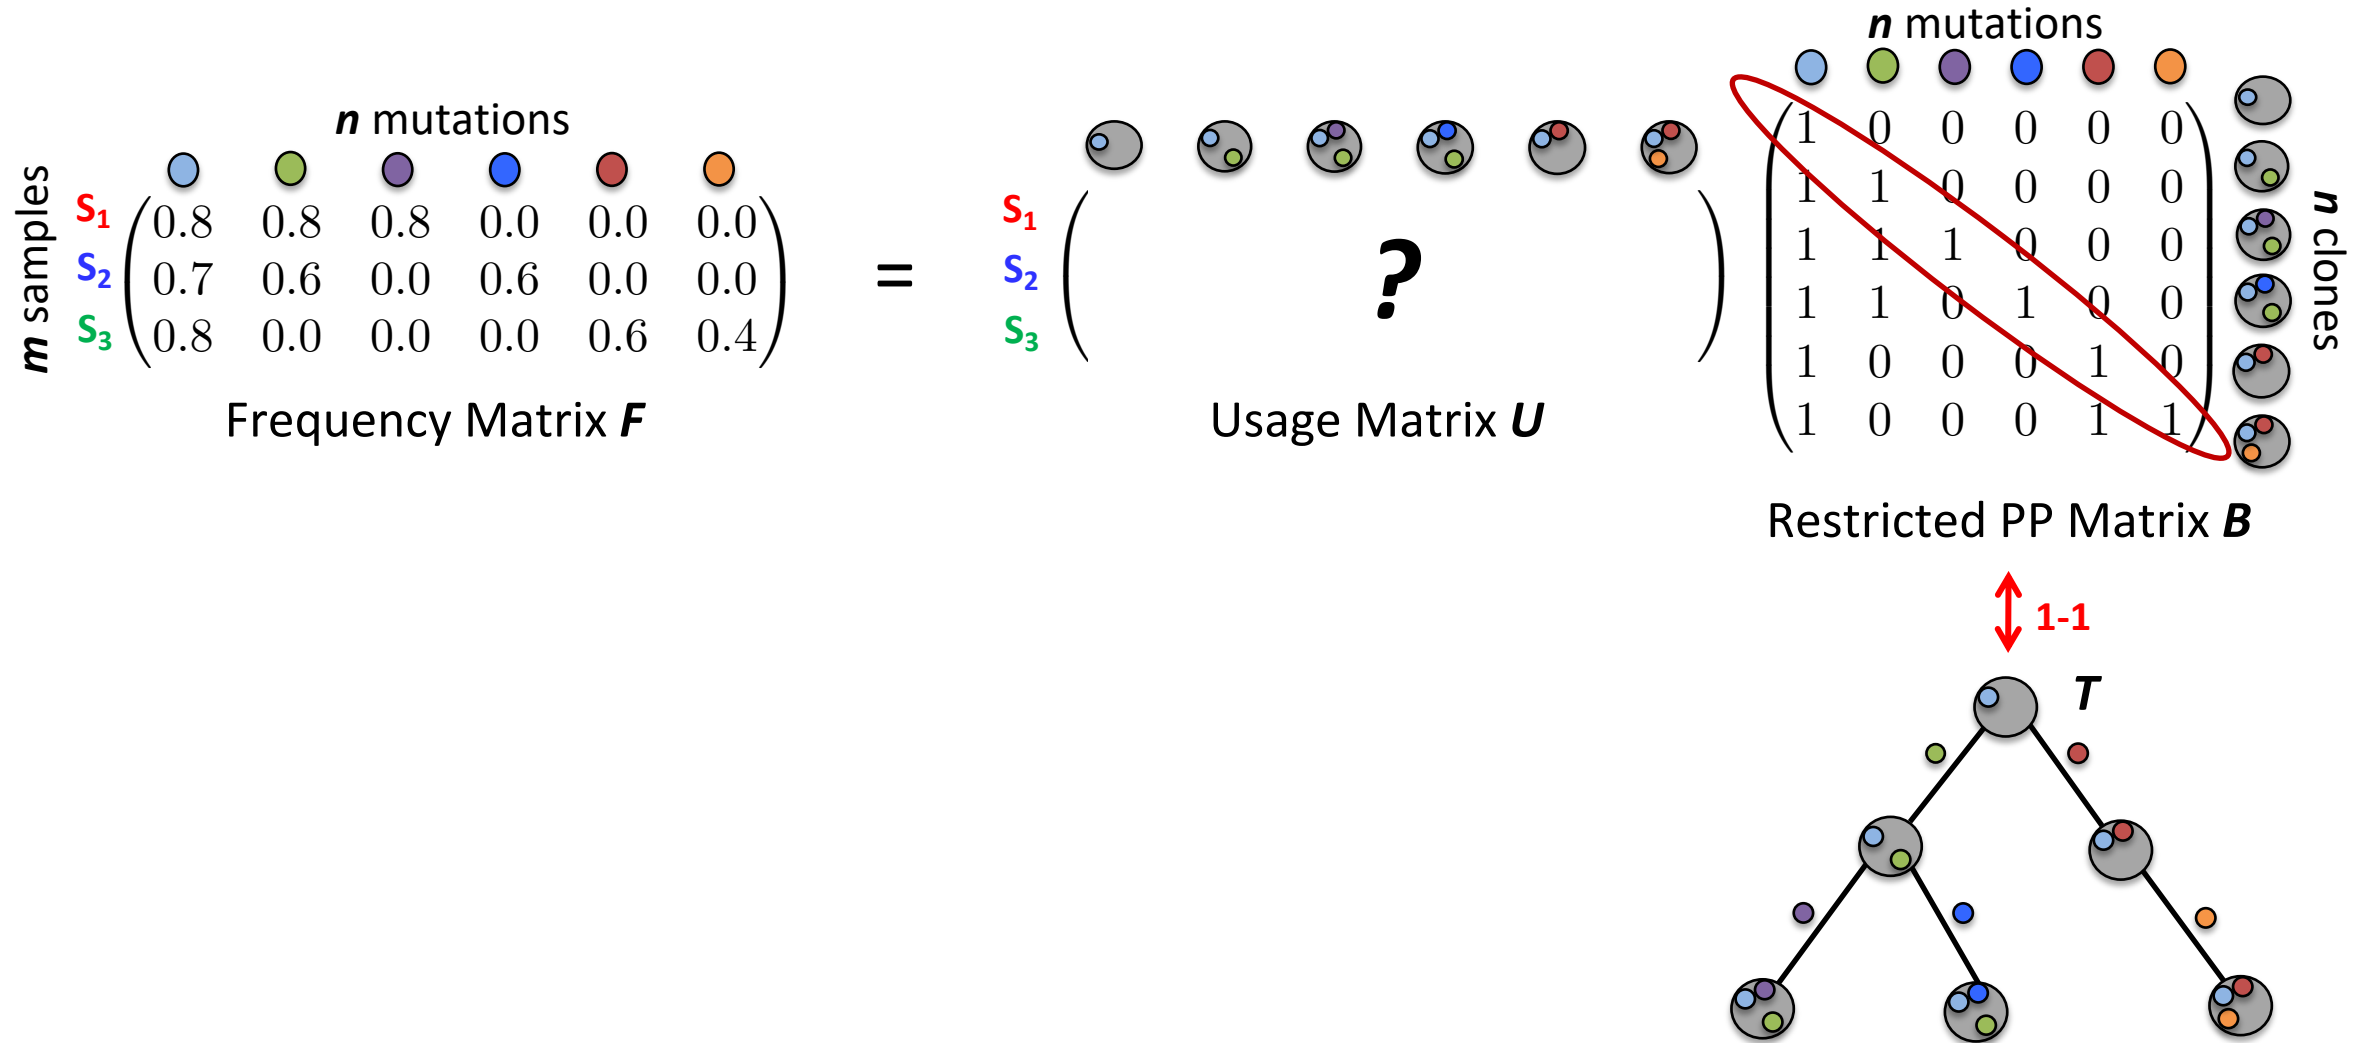 n mutations
m samples
S1 0.8 0.8 0.8 0.0 0.0 0.0
S2 0.7 0.6 0.0 0.6 0.0 0.0
S3 0.8 0.0 0.0 0.0 0.6 0.4
Frequency Matrix F
=
S1
S2
S3
?
Usage Matrix U
n mutations
1 0 0 0 0 0
1 1 0 0 0 0
1 1 1 0 0 0
1 1 0 1 0 0
1 0 0 0 1 0
1 0 0 0 1 1
n clones
Restricted PP Matrix B
1-1
T